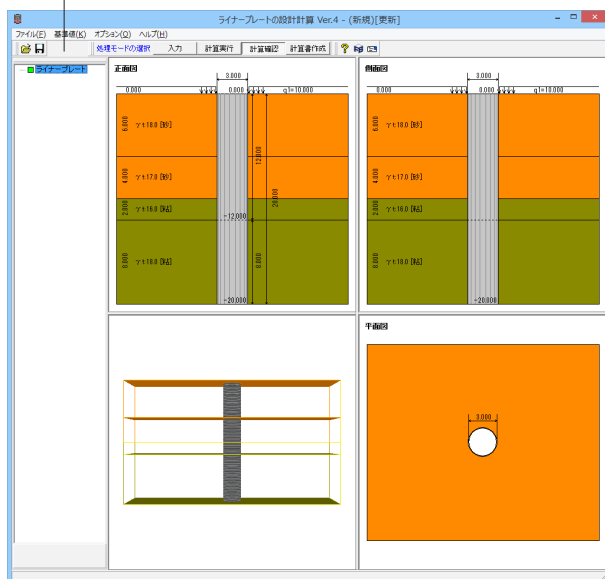 ライナープレートの設計計算 Ver.4 - (新規)[更新]
ファイル(F) 基準値(K) オプション(O) ヘルプ(H)
処理モードの選択 入力 計算実行 計算確認 計算書作成 ?
ライナープレート
正面図
3.000
0.000 0.000 q1=10.000
6.000 γt:18.0 [砂]
12.000
4.000 γt:17.0 [砂]
20.000
2.000 γt:16.0 [粘]
-12.000
8.000 γt:18.0 [粘] 8.000
-20.000
側面図
3.000
0.000 0.000 q1=10.000
6.000 γt:18.0 [砂]
4.000 γt:17.0 [砂]
2.000 γt:16.0 [粘]
-12.000
8.000 γt:18.0 [粘]
-20.000
平面図
3.000